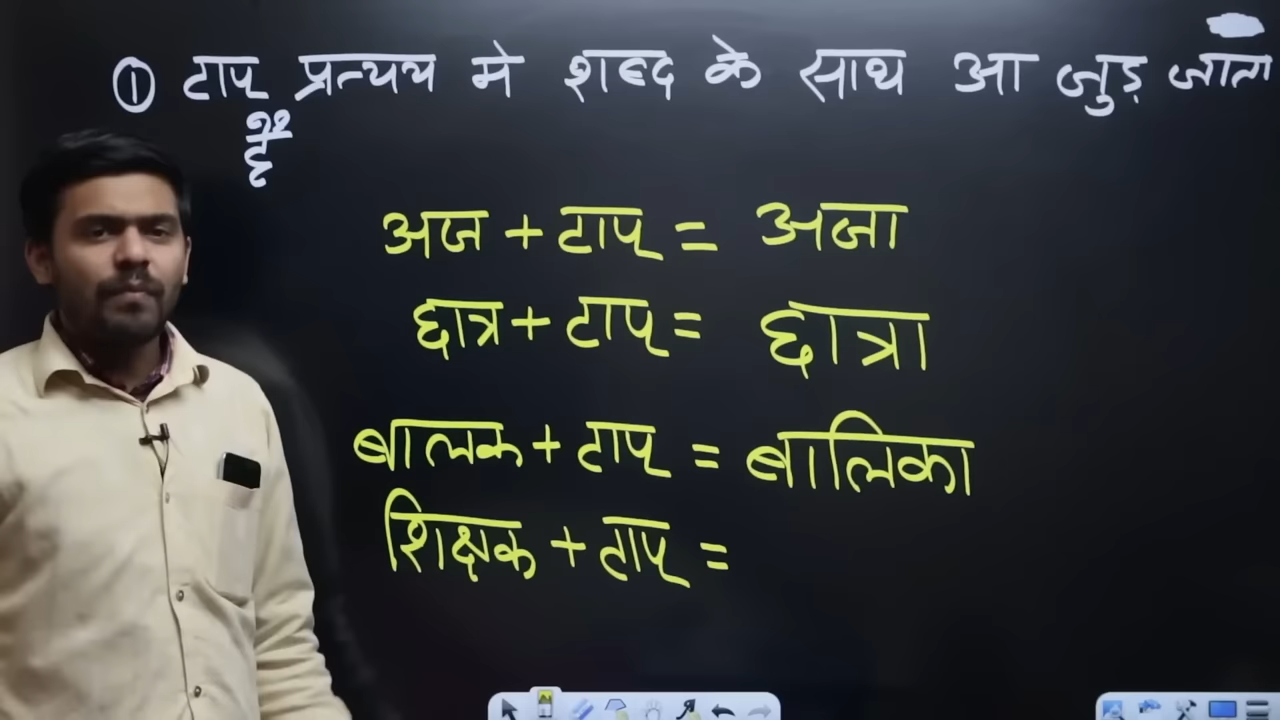 ① टाप् प्रत्यय मे शब्द के साथ आ जुड़ जाता
है
अज + टाप् = अजा
छात्र + टाप् = छात्रा
बालक + टाप् = बालिका
शिक्षक + टाप् =